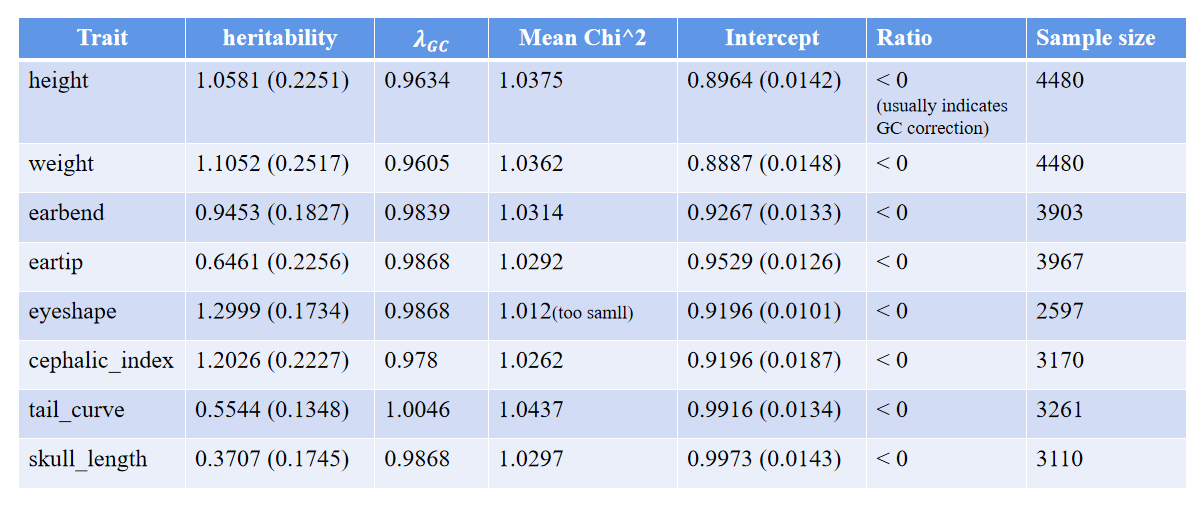 Trait heritability λ_GC Mean Chi^2 Intercept Ratio Sample size
height 1.0581 (0.2251) 0.9634 1.0375 0.8964 (0.0142) < 0 4480
(usually indicates
GC correction)
weight 1.1052 (0.2517) 0.9605 1.0362 0.8887 (0.0148) < 0 4480
earbend 0.9453 (0.1827) 0.9839 1.0314 0.9267 (0.0133) < 0 3903
eartip 0.6461 (0.2256) 0.9868 1.0292 0.9529 (0.0126) < 0 3967
eyeshape 1.2999 (0.1734) 0.9868 1.012(too samll) 0.9196 (0.0101) < 0 2597
cephalic_index 1.2026 (0.2227) 0.978 1.0262 0.9196 (0.0187) < 0 3170
tail_curve 0.5544 (0.1348) 1.0046 1.0437 0.9916 (0.0134) < 0 3261
skull_length 0.3707 (0.1745) 0.9868 1.0297 0.9973 (0.0143) < 0 3110